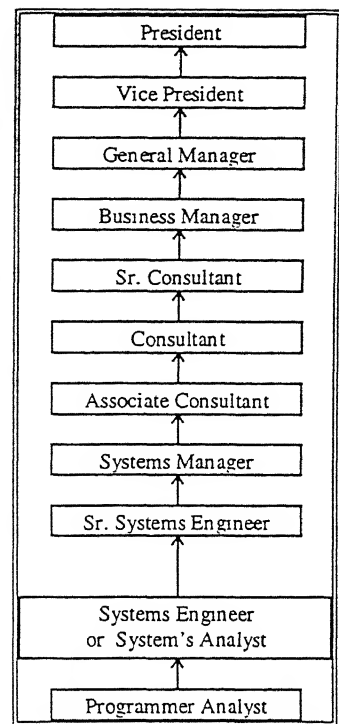 President
Vice President
General Manager
Business Manager
Sr. Consultant
Consultant
Associate Consultant
Systems Manager
Sr. Systems Engineer
Systems Engineer
or System's Analyst
Programmer Analyst